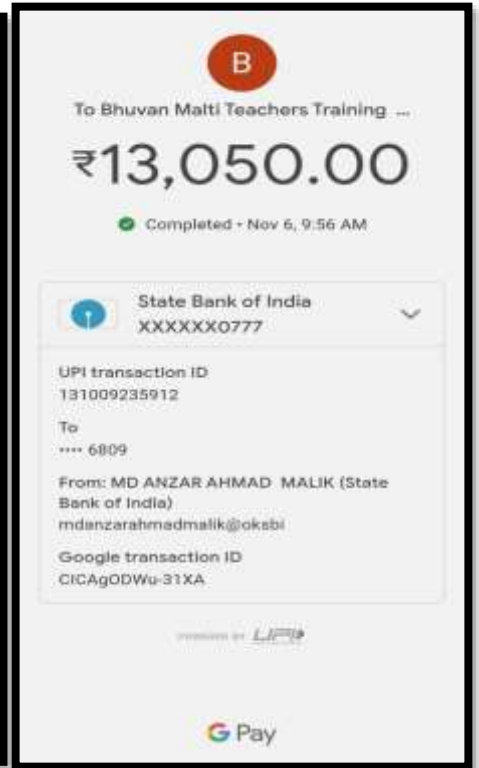 B
To Bhuvan Malti Teachers Training ...
₹13,050.00
Completed • Nov 6, 9:56 AM
State Bank of India
XXXXXX0777
UPI transaction ID
131009235912
To
•••• 6809
From: MD ANZAR AHMAD MALIK (State
Bank of India)
mdanzarahmadmalik@oksbi
Google transaction ID
CICAgODWu-31XA
POWERED BY UPI
G Pay